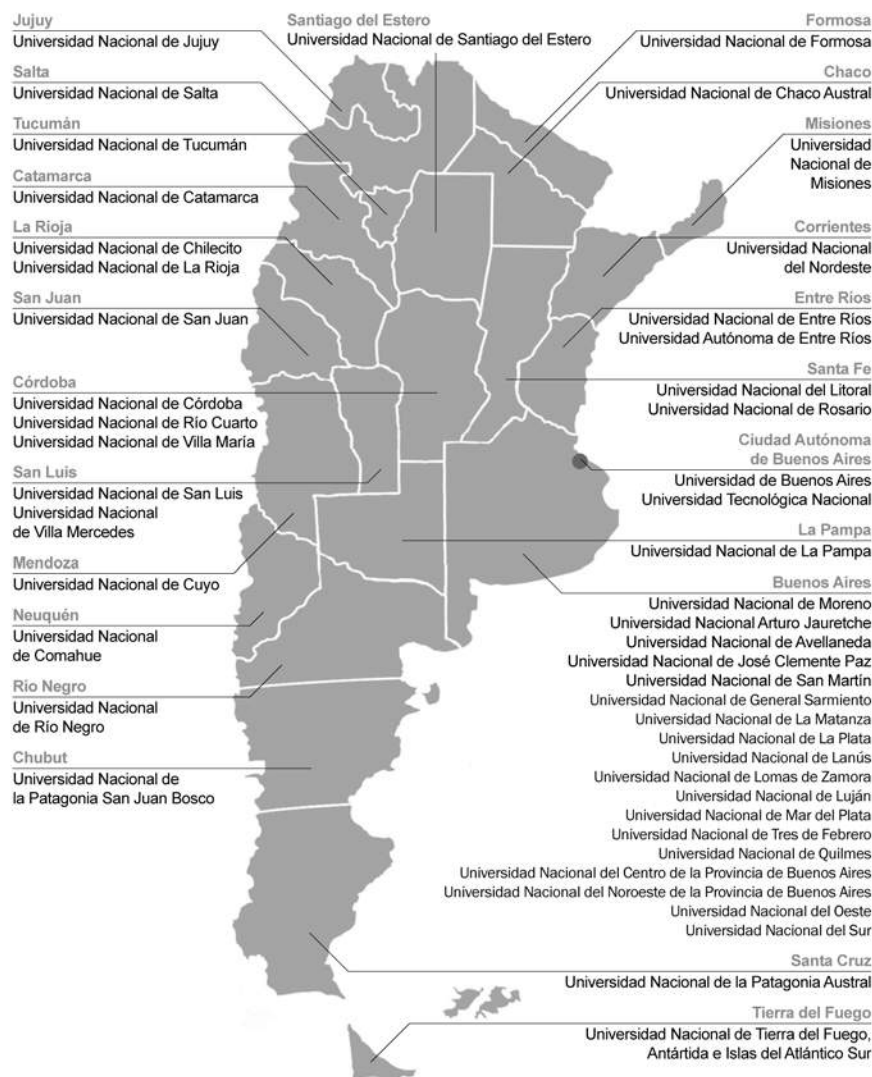 Jujuy
Universidad Nacional de Jujuy
Salta
Universidad Nacional de Salta
Tucumán
Universidad Nacional de Tucumán
Catamarca
Universidad Nacional de Catamarca
La Rioja
Universidad Nacional de Chilecito
Universidad Nacional de La Rioja
San Juan
Universidad Nacional de San Juan
Córdoba
Universidad Nacional de Córdoba
Universidad Nacional de Río Cuarto
Universidad Nacional de Villa María
San Luis
Universidad Nacional de San Luis
Universidad Nacional
de Villa Mercedes
Mendoza
Universidad Nacional de Cuyo
Neuquén
Universidad Nacional
de Comahue
Río Negro
Universidad Nacional
de Río Negro
Chubut
Universidad Nacional de
la Patagonia San Juan Bosco
Santiago del Estero
Universidad Nacional de Santiago del Estero
Formosa
Universidad Nacional de Formosa
Chaco
Universidad Nacional de Chaco Austral
Misiones
Universidad
Nacional de
Misiones
Corrientes
Universidad Nacional
del Nordeste
Entre Ríos
Universidad Nacional de Entre Ríos
Universidad Autónoma de Entre Ríos
Santa Fe
Universidad Nacional del Litoral
Universidad Nacional de Rosario
Ciudad Autónoma
de Buenos Aires
Universidad de Buenos Aires
Universidad Tecnológica Nacional
La Pampa
Universidad Nacional de La Pampa
Buenos Aires
Universidad Nacional de Moreno
Universidad Nacional Arturo Jauretche
Universidad Nacional de Avellaneda
Universidad Nacional de José Clemente Paz
Universidad Nacional de San Martín
Universidad Nacional de General Sarmiento
Universidad Nacional de La Matanza
Universidad Nacional de La Plata
Universidad Nacional de Lanús
Universidad Nacional de Lomas de Zamora
Universidad Nacional de Luján
Universidad Nacional de Mar del Plata
Universidad Nacional de Tres de Febrero
Universidad Nacional de Quilmes
Universidad Nacional del Centro de la Provincia de Buenos Aires
Universidad Nacional del Noroeste de la Provincia de Buenos Aires
Universidad Nacional del Oeste
Universidad Nacional del Sur
Santa Cruz
Universidad Nacional de la Patagonia Austral
Tierra del Fuego
Universidad Nacional de Tierra del Fuego,
Antártida e Islas del Atlántico Sur